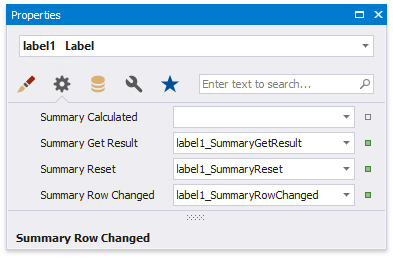 Properties
label1 Label
Enter text to search...
Summary Calculated
Summary Get Result label1_SummaryGetResult
Summary Reset label1_SummaryReset
Summary Row Changed label1_SummaryRowChanged
Summary Row Changed